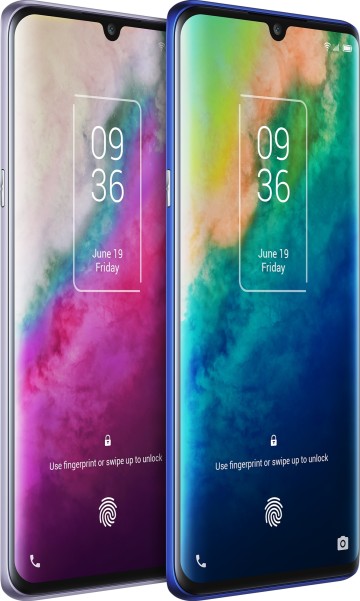 09
36
June 19
Friday
Use fingerprint or swipe up to unlock
09
36
June 19
Friday
Use fingerprint or swipe up to unlock